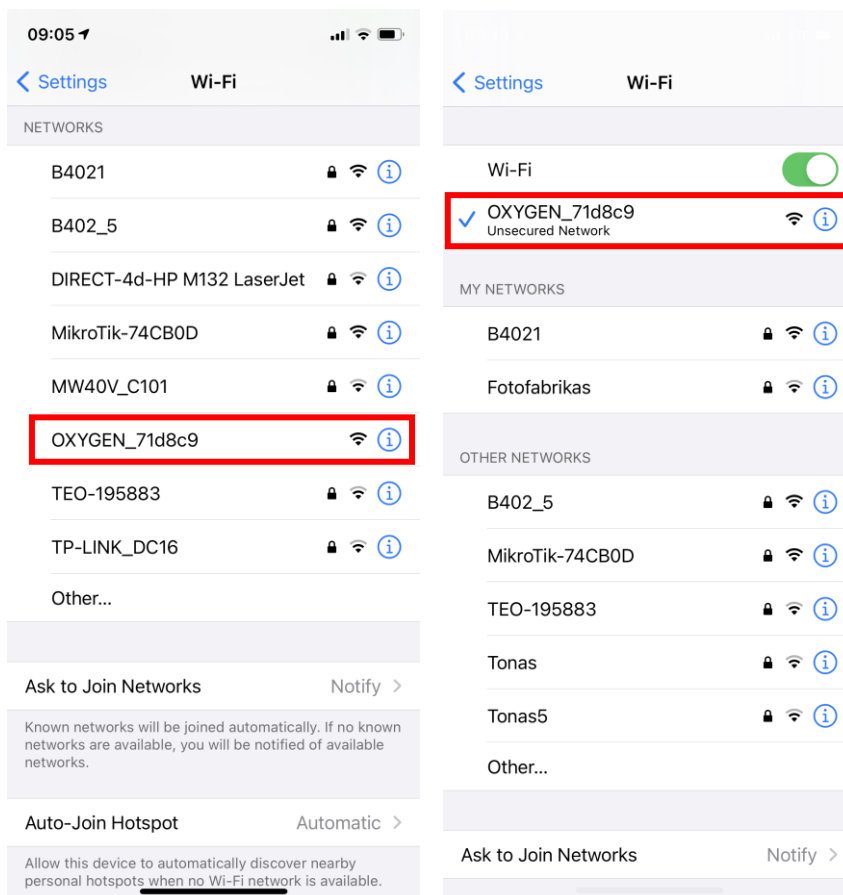 09:05
Settings
Wi-Fi
NETWORKS
B4021
B402_5
DIRECT-4d-HP M132 LaserJet
MikroTik-74CB0D
MW40V_C101
OXYGEN_71d8c9
TEO-195883
TP-LINK_DC16
Other...
Ask to Join Networks Notify
Known networks will be joined automatically. If no known
networks are available, you will be notified of available
networks.
Auto-Join Hotspot Automatic
Allow this device to automatically discover nearby
personal hotspots when no Wi-Fi network is available.
Settings
Wi-Fi
Wi-Fi
OXYGEN_71d8c9
Unsecured Network
MY NETWORKS
B4021
Fotofabrikas
OTHER NETWORKS
B402_5
MikroTik-74CB0D
TEO-195883
Tonas
Tonas5
Other...
Ask to Join Networks Notify